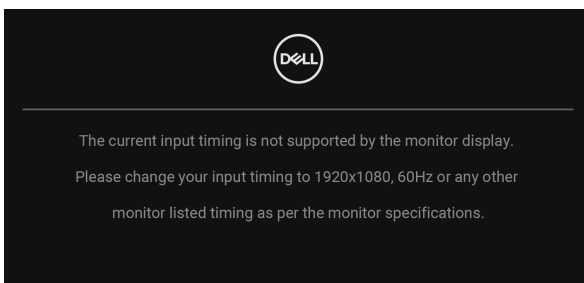 DELL
The current input timing is not supported by the monitor display.
Please change your input timing to 1920x1080, 60Hz or any other
monitor listed timing as per the monitor specifications.